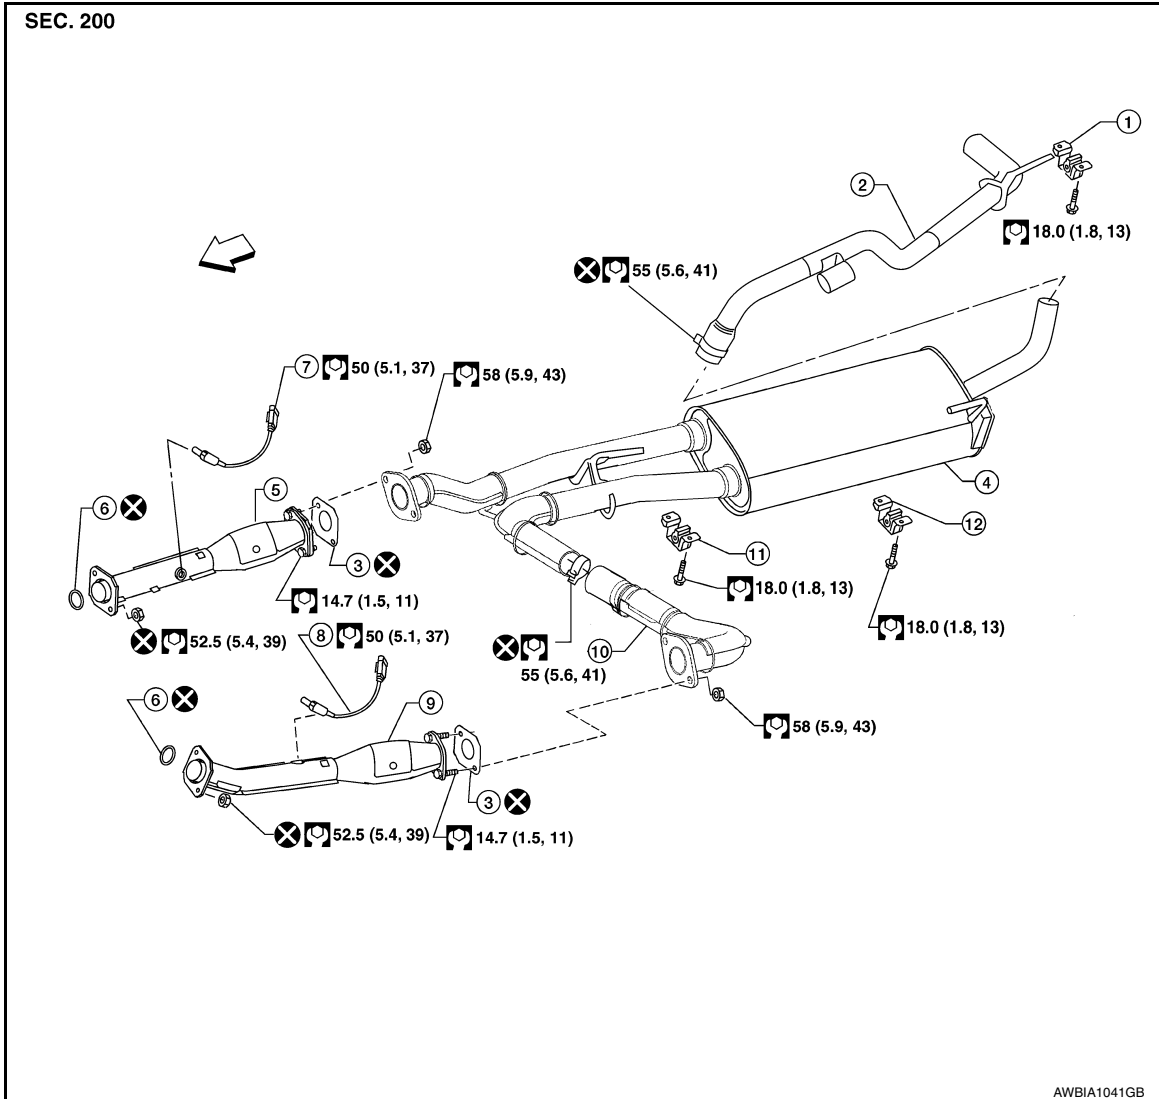 SEC. 200
1
2
18.0 (1.8, 13)
55 (5.6, 41)
7
50 (5.1, 37)
58 (5.9, 43)
5
4
6
12
3
11
14.7 (1.5, 11)
18.0 (1.8, 13)
18.0 (1.8, 13)
52.5 (5.4, 39)
8
50 (5.1, 37)
10
55 (5.6, 41)
6
9
58 (5.9, 43)
3
52.5 (5.4, 39)
14.7 (1.5, 11)
AWBIA1041GB